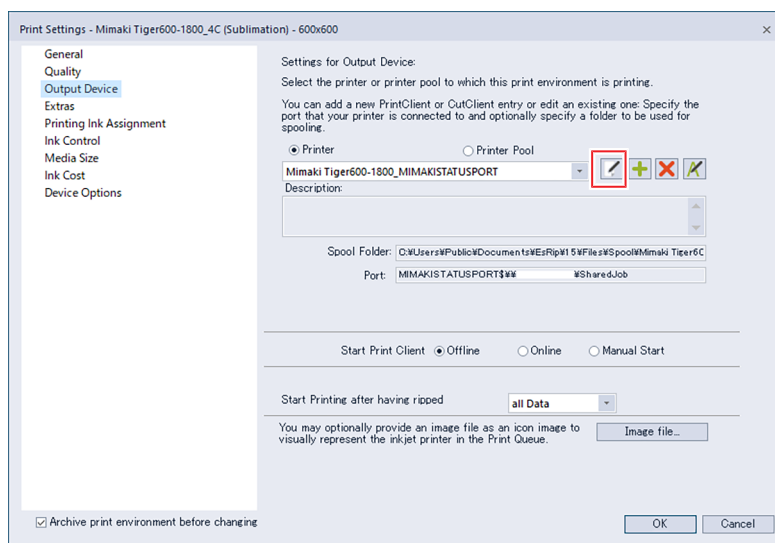 Print Settings - Mimaki Tiger600-1800_4C (Sublimation) - 600x600
General
Quality
Output Device
Extras
Printing Ink Assignment
Ink Control
Media Size
Ink Cost
Device Options
Settings for Output Device:
Select the printer or printer pool to which this print environment is printing.
You can add a new PrintClient or CutClient entry or edit an existing one: Specify the
port that your printer is connected to and optionally specify a folder to be used for
spooling.
Printer
Printer Pool
Mimaki Tiger600-1800_MIMAKISTATUSPORT
Description:
Spool Folder: C:¥Users¥Public¥Documents¥EsRip¥15¥Files¥Spool¥Mimaki Tiger6C
Port: MIMAKISTATUSPORT$¥¥ ¥SharedJob
Start Print Client Offline Online Manual Start
Start Printing after having ripped all Data
You may optionally provide an image file as an icon image to
visually represent the inkjet printer in the Print Queue.
Image file...
Archive print environment before changing
OK
Cancel